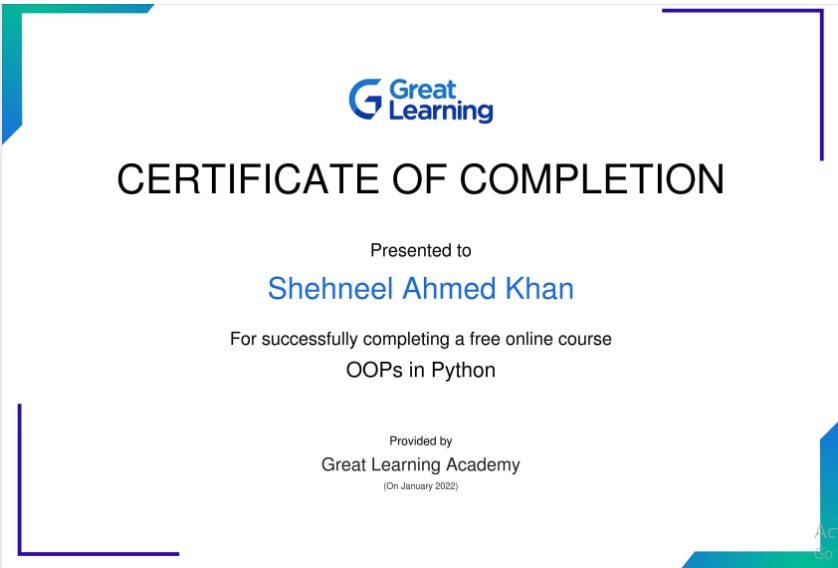 Great
Learning
CERTIFICATE OF COMPLETION
Presented to
Shehneel Ahmed Khan
For successfully completing a free online course
OOPs in Python
Provided by
Great Learning Academy
(On January 2022)
Go